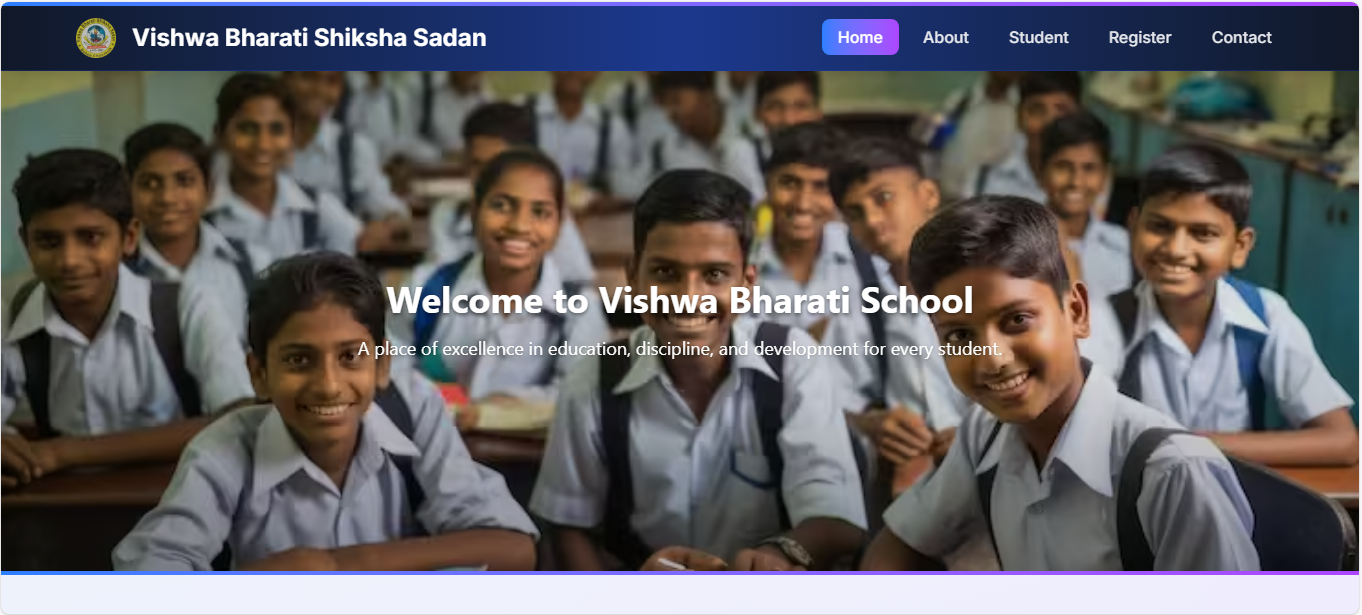 Vishwa Bharati Shiksha Sadan
Home
About
Student
Register
Contact
Welcome to Vishwa Bharati School
A place of excellence in education, discipline, and development for every student.